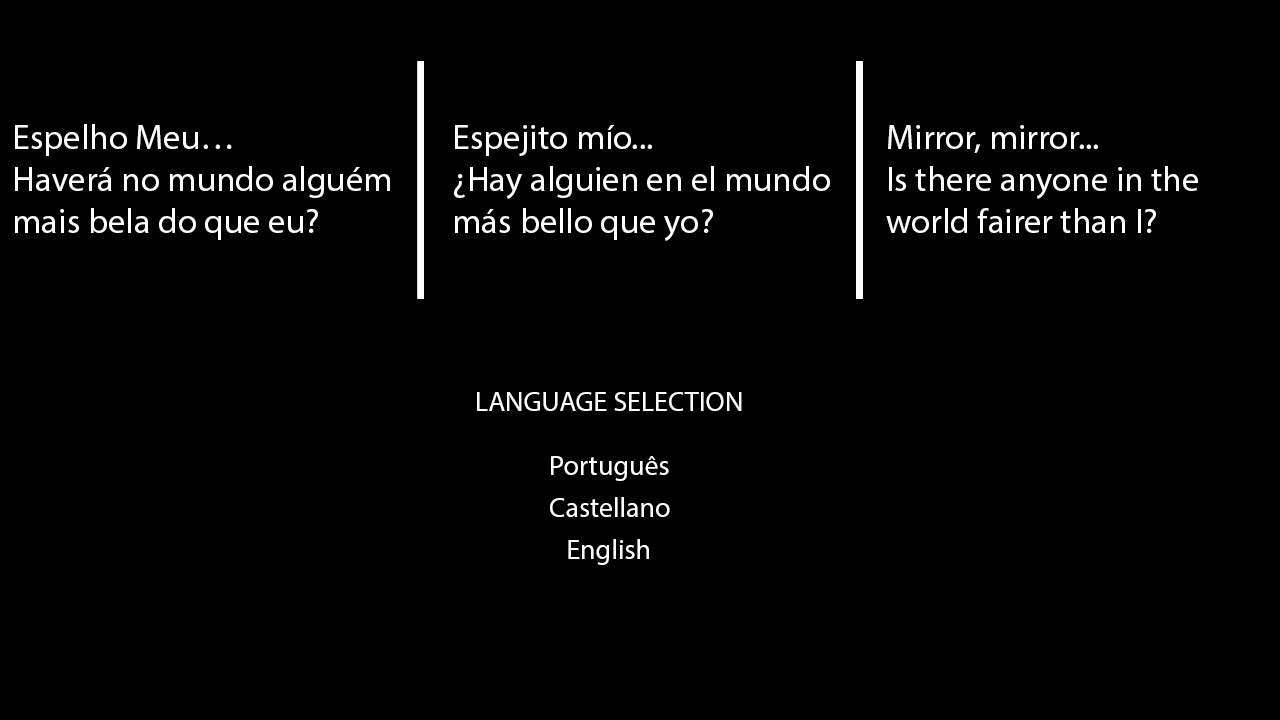 Espelho Meu…
Haverá no mundo alguém
mais bela do que eu?
Espejito mío...
¿Hay alguien en el mundo
más bello que yo?
Mirror, mirror...
Is there anyone in the
world fairer than I?
LANGUAGE SELECTION
Português
Castellano
English